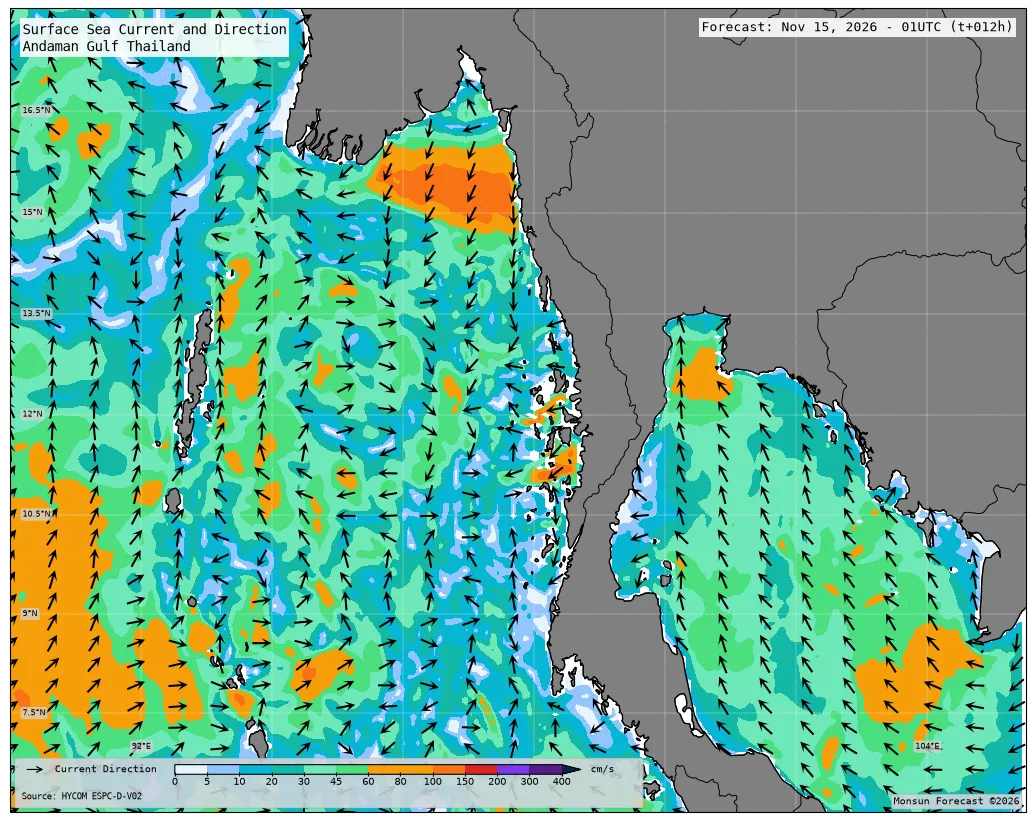 Surface Sea Current and Direction
Andaman Gulf Thailand
Forecast: Nov 15, 2026 - 01UTC (t+012h)
16.5°N
15°N
13.5°N
12°N
10.5°N
9°N
7.5°N
92°E
104°E
Current Direction
cm/s
0 5 10 20 30 45 60 80 100 150 200 300 400
Source: HYCOM ESPC-D-V02
Monsun Forecast ©2026